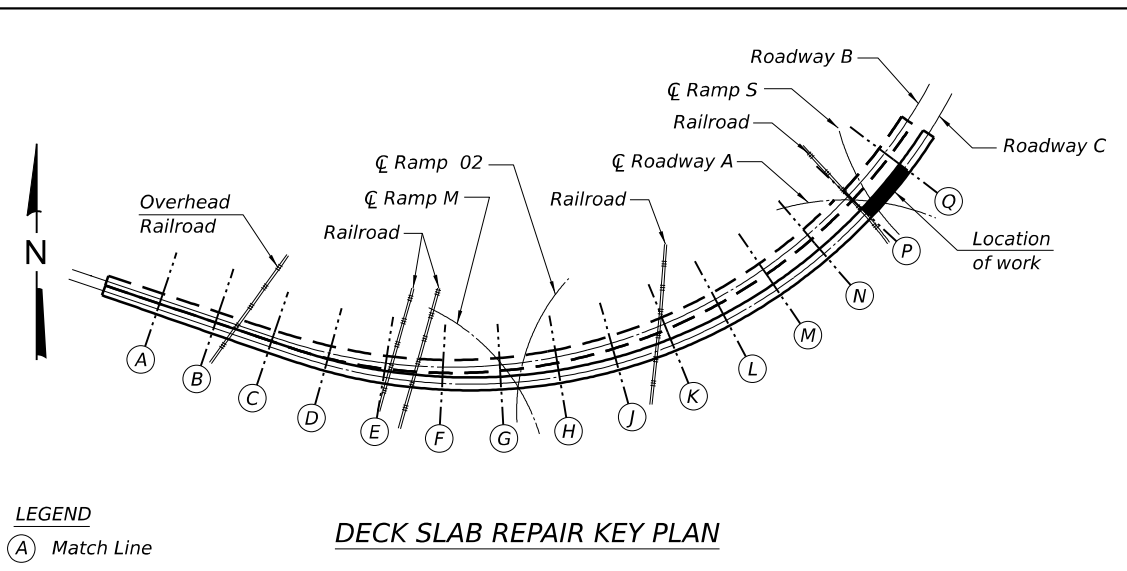 Roadway B
℄ Ramp S
Railroad
Roadway C
℄ Roadway A
℄ Ramp 02
℄ Ramp M
Railroad
Overhead
Railroad
Railroad
N
Location
of work
A
B
C
D
E
F
G
H
J
K
L
M
N
P
Q
LEGEND
A Match Line
DECK SLAB REPAIR KEY PLAN